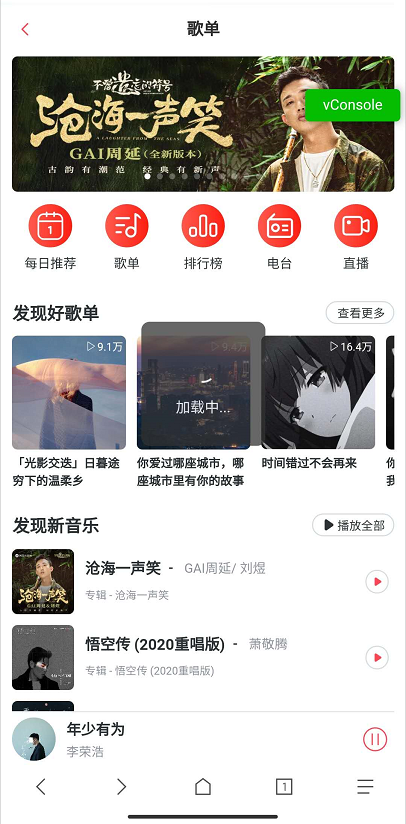 歌单
不谐遗忘的符号
沧海一声笑
A LAUGHTER FROM THE SEAS
GAI周延(全新版本)
古韵有潮范 经典有新声
vConsole
1
每日推荐
歌单
排行榜
电台
直播
发现好歌单
查看更多
9.1万
9.4万
16.4万
加载中...
「光影交迭」日暮途
穷下的温柔乡
你爱过哪座城市，哪
座城市里有你的故事
时间错过不会再来
你
我
发现新音乐
播放全部
沧海一声笑 - GAI周延/ 刘煜
专辑 - 沧海一声笑
悟空传 (2020重唱版) - 萧敬腾
专辑 - 悟空传 (2020重唱版)
年少有为
李荣浩
1